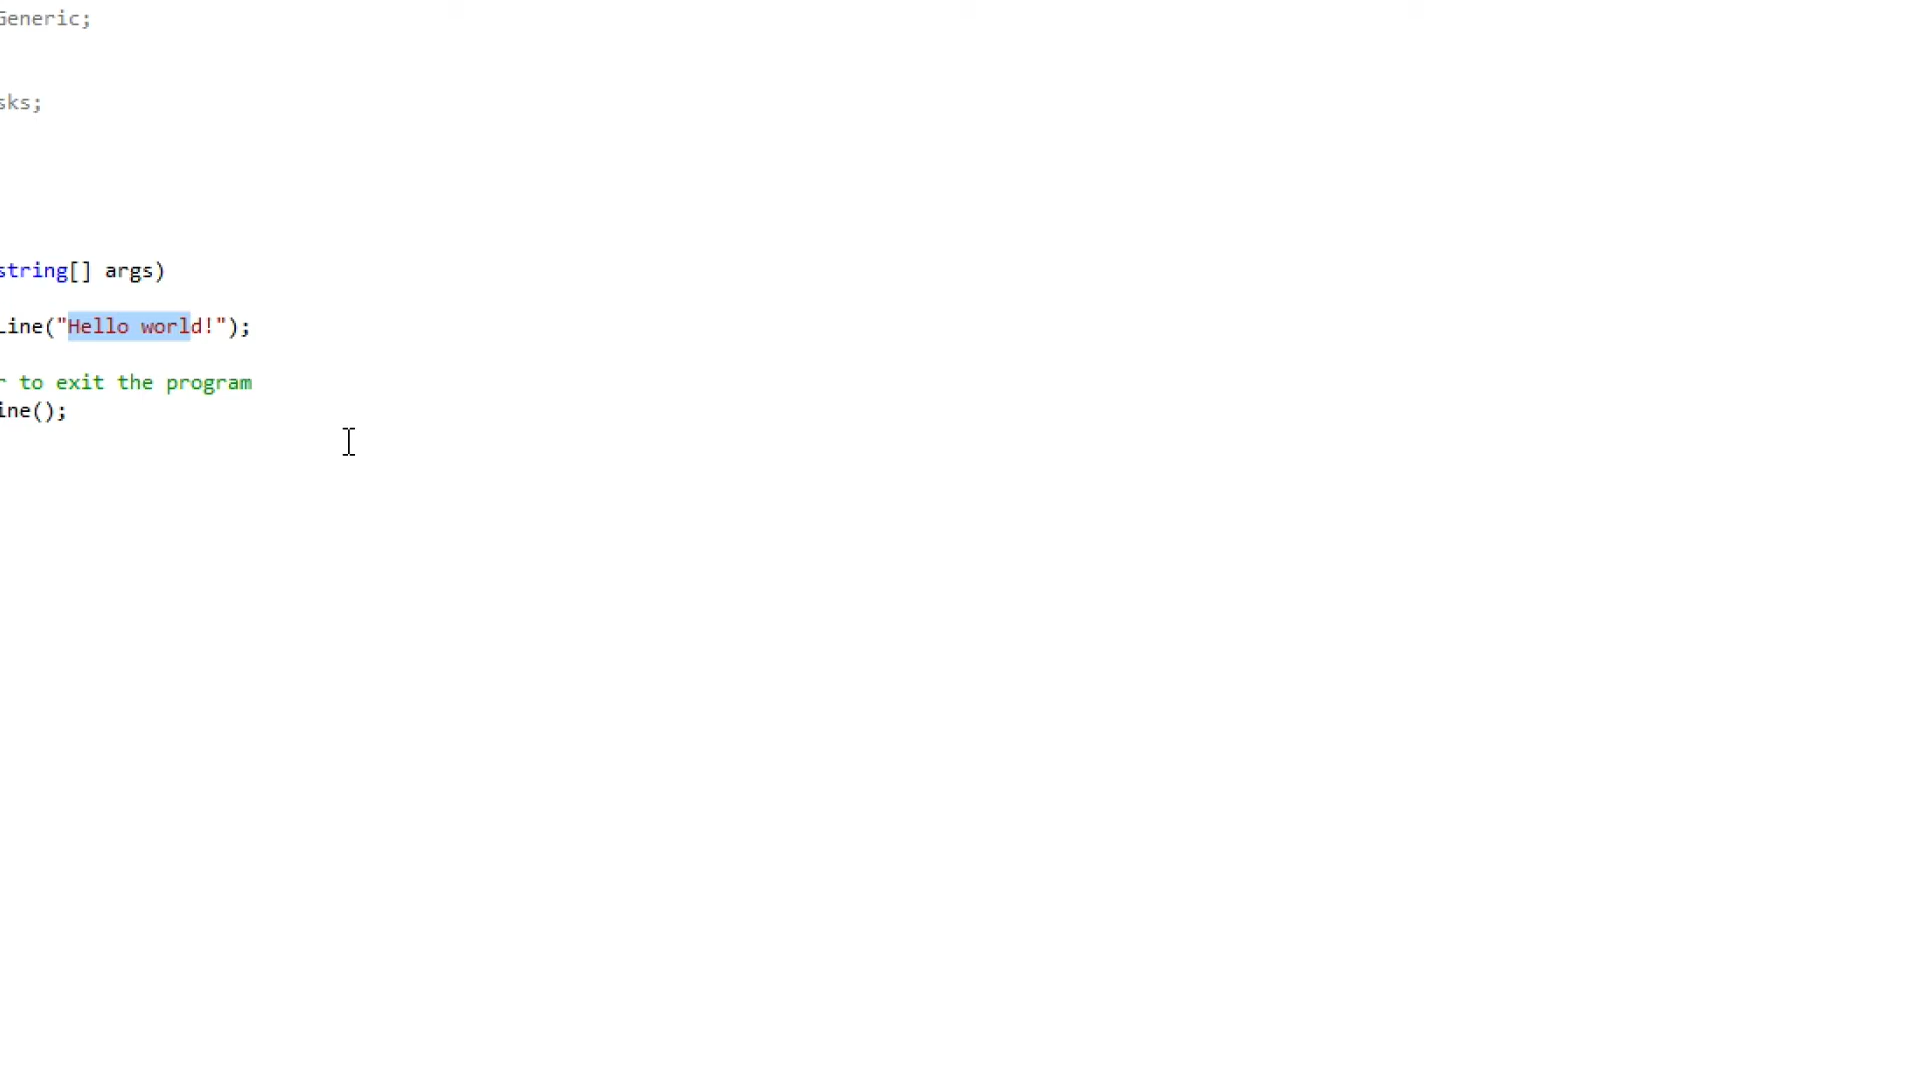 Generic;
sks;
string[] args)
Line("Hello world!");
r to exit the program
ine();